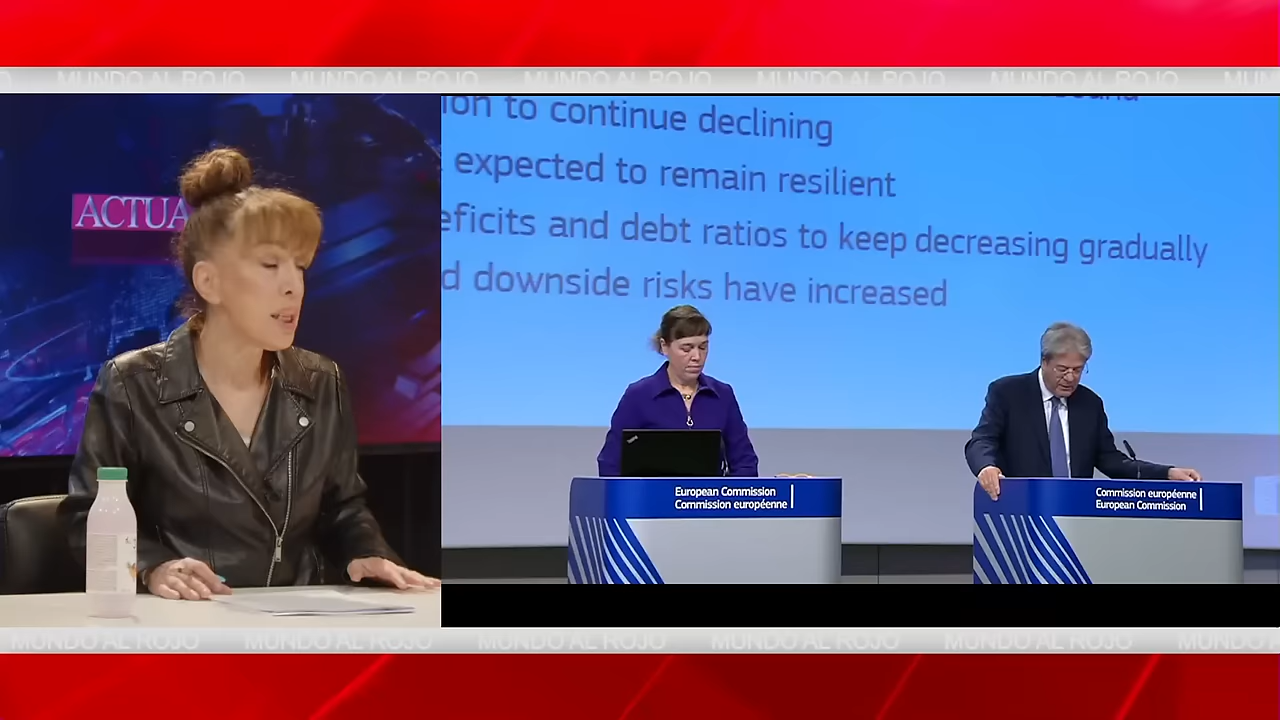 MUNDO AL ROJO MUNDO AL ROJO MUNDO AL ROJO MUNDO AL ROJO MUNDO AL ROJO
ACTUA
ion to continue declining
expected to remain resilient
eficits and debt ratios to keep decreasing gradually
d downside risks have increased
European Commission
Commission européenne
Commission européenne
European Commission
MUNDO AL ROJO MUNDO AL ROJO MUNDO AL ROJO MUNDO AL ROJO MUNDO AL ROJO